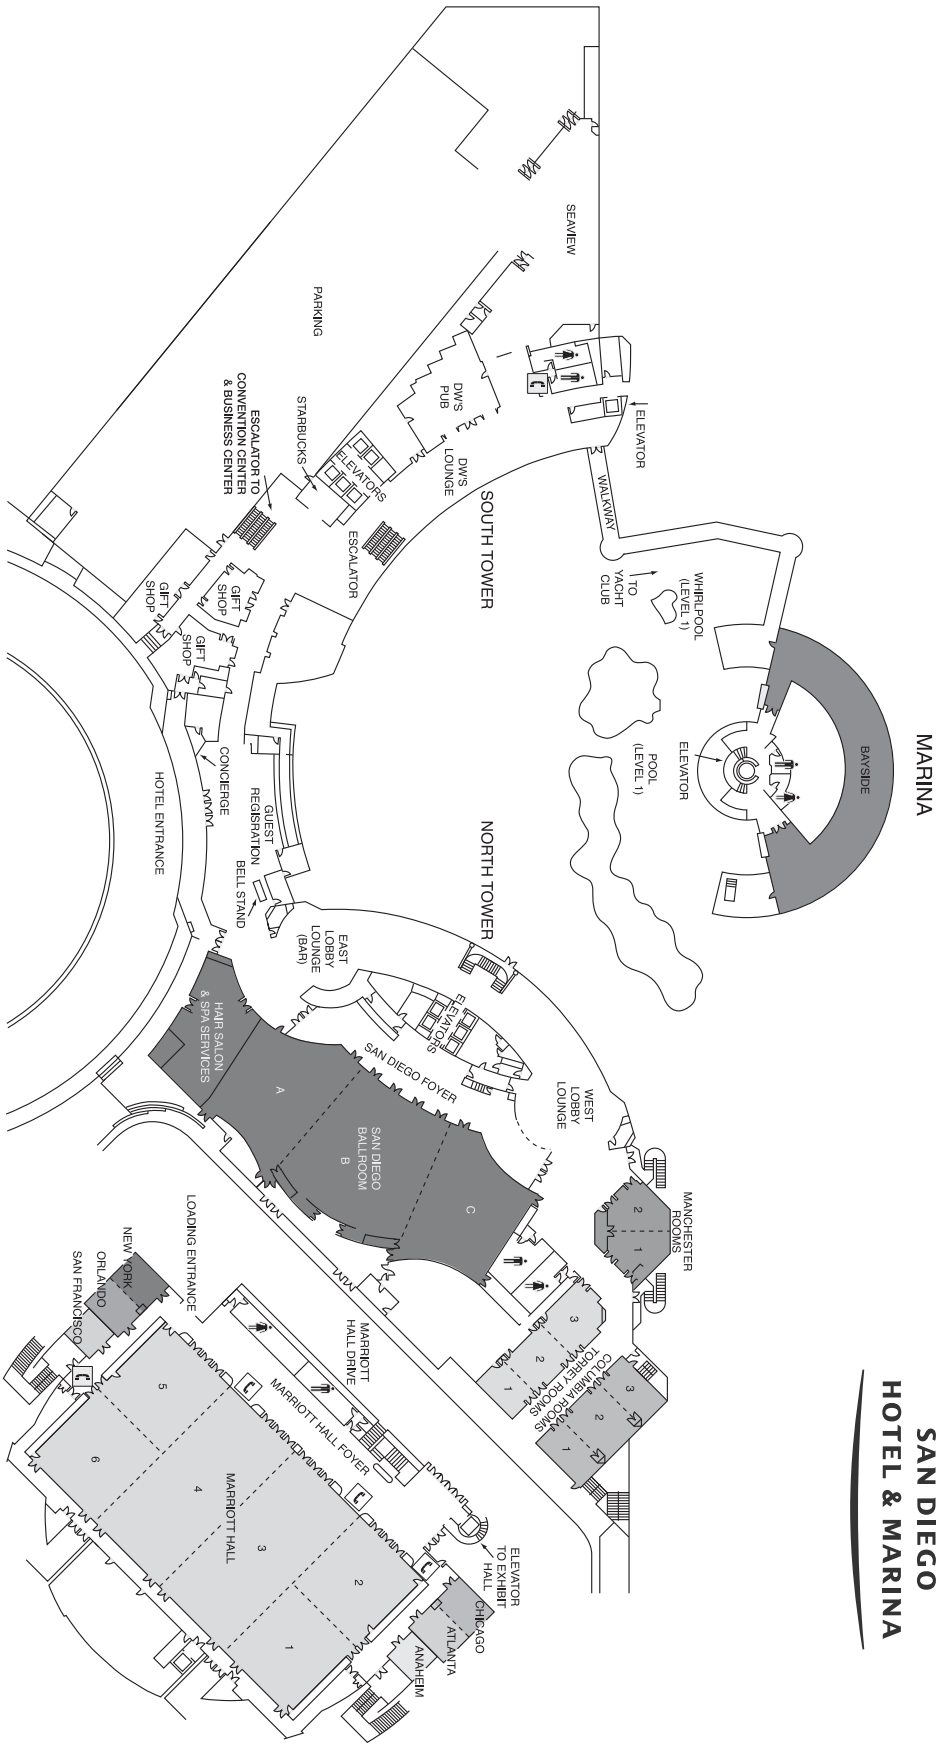 SAN DIEGO
HOTEL & MARINA
MARINA
BAYSIDE
ELEVATOR
WHIRLPOOL
(LEVEL 1)
TO
YACHT
CLUB
POOL
(LEVEL 1)
WALKWAY
ELEVATOR
SEAVIEW
SOUTH TOWER
NORTH TOWER
DW'S
PUB
DW'S
LOUNGE
ELEVATORS
PARKING
STARBUCKS
ESCALATOR
ESCALATOR TO
CONVENTION CENTER
& BUSINESS CENTER
GIFT
SHOP
GIFT
SHOP
GIFT
SHOP
CONCIERGE
HOTEL ENTRANCE
GUEST
REGISRATION
BELL STAND
EAST
LOBBY
LOUNGE
(BAR)
ELEVATORS
SAN DIEGO FOYER
WEST
LOBBY
LOUNGE
HAIR SALON
& SPA SERVICES
A
SAN DIEGO
BALLROOM
B
C
MANCHESTER
ROOMS
2
1
3
2
1
TORREY ROOMS
COLUMBIA ROOMS
3
2
1
LOADING ENTRANCE
NEW YORK
ORLANDO
SAN FRANCISCO
MARRIOTT
HALL DRIVE
MARRIOTT HALL FOYER
5
6
4
MARRIOTT HALL
3
2
1
ELEVATOR
TO EXHIBIT
HALL
CHICAGO
ATLANTA
ANAHEIM